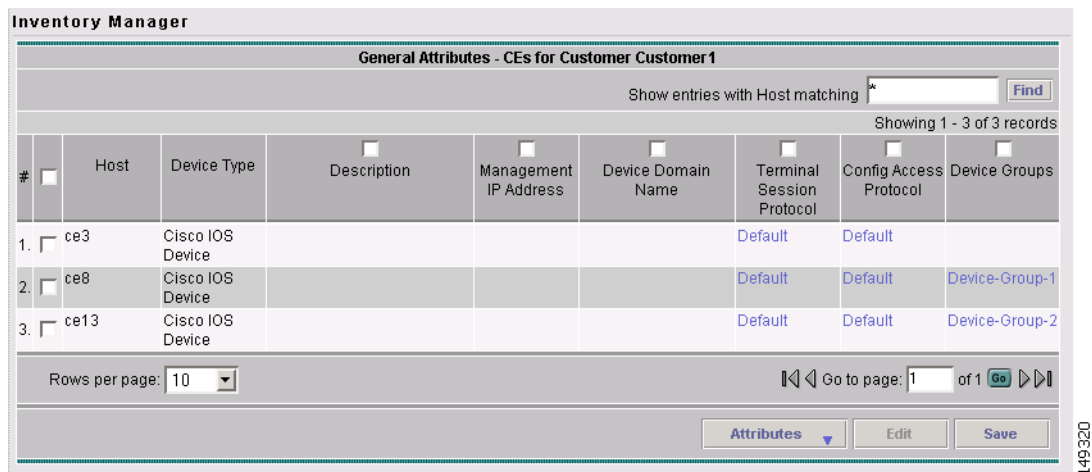 Inventory Manager
General Attributes - CEs for Customer Customer1
Show entries with Host matching * Find
Showing 1 - 3 of 3 records
# Host Device Type Description Management IP Address Device Domain Name Terminal Session Protocol Config Access Protocol Device Groups
1. ce3 Cisco IOS Device Default Default
2. ce8 Cisco IOS Device Default Default Device-Group-1
3. ce13 Cisco IOS Device Default Default Device-Group-2
Rows per page: 10 Go to page: 1 of 1 Go
Attributes Edit Save
149320